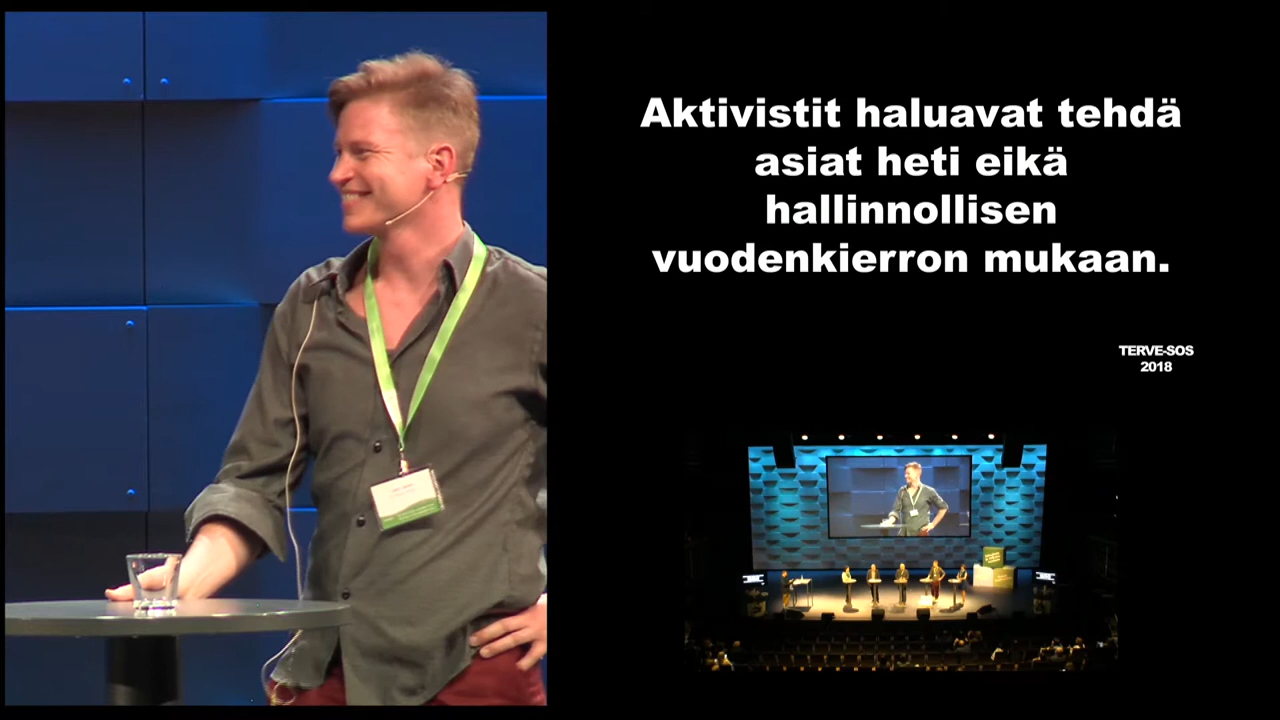 Aktivistit haluavat tehdä
asiat heti eikä
hallinnollisen
vuodenkierron mukaan.
TERVE-SOS
2018